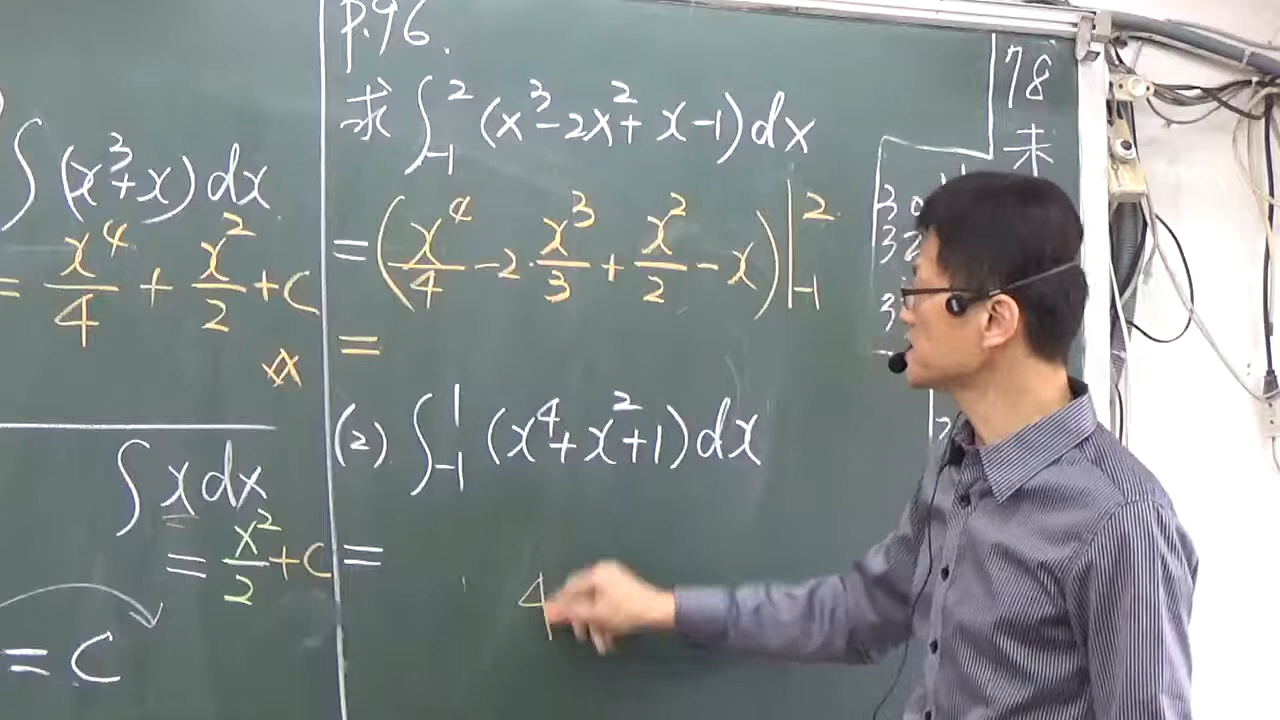 ∫(x³+x)dx
= x⁴/4 + x²/2 + C
∫xdx
= x²/2 + C
= C
p.96.
求 ∫₋₁² (x³-2x²+x-1)dx
= (x⁴/4 - 2·x³/3 + x²/2 - x)|₋₁²
=
(2). ∫₋₁¹ (x⁴+x²+1)dx
=
4
78
未